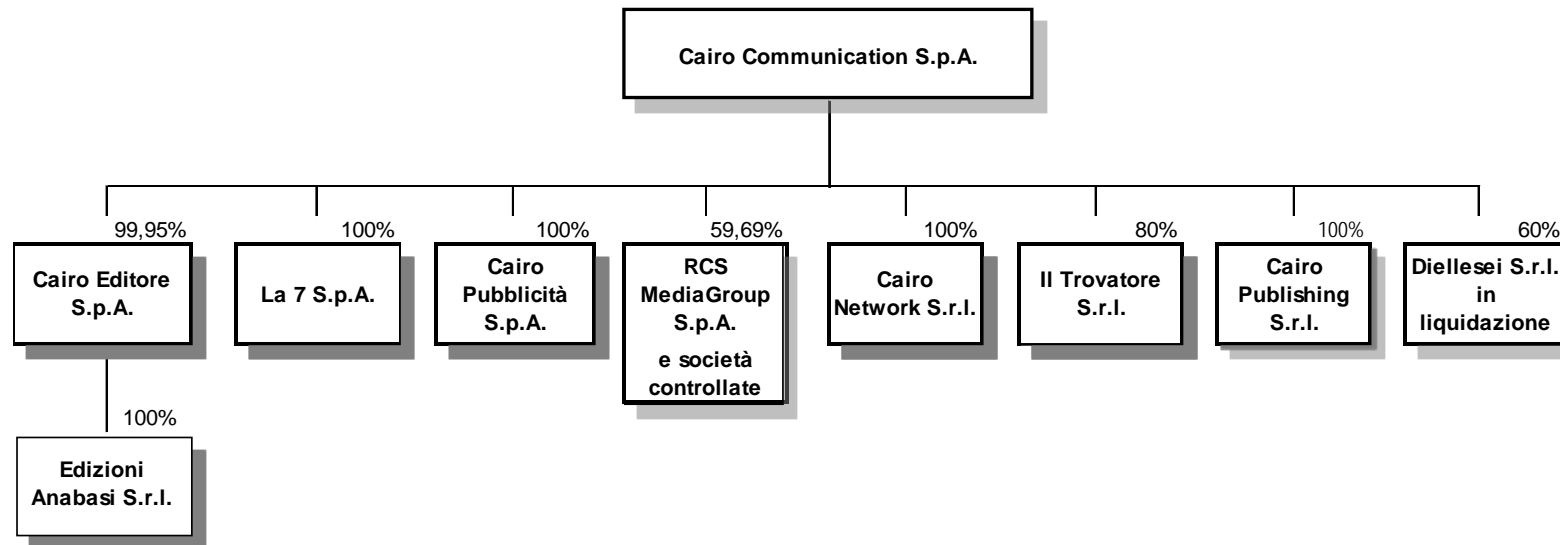 Cairo Communication S.p.A.
99,95%
100%
100%
59,69%
100%
80%
100%
60%
Cairo Editore
S.p.A.
La 7 S.p.A.
Cairo
Pubblicità
S.p.A.
RCS
MediaGroup
S.p.A.
e società
controllate
Cairo
Network S.r.l.
Il Trovatore
S.r.l.
Cairo
Publishing
S.r.l.
Diellesei S.r.l.
in
liquidazione
100%
Edizioni
Anabasi S.r.l.